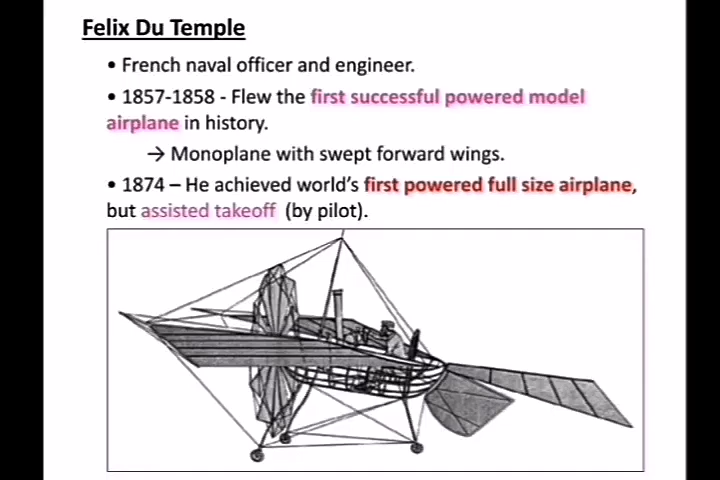 Felix Du Temple
• French naval officer and engineer.
• 1857-1858 - Flew the first successful powered model
airplane in history.
→ Monoplane with swept forward wings.
• 1874 – He achieved world's first powered full size airplane,
but assisted takeoff (by pilot).